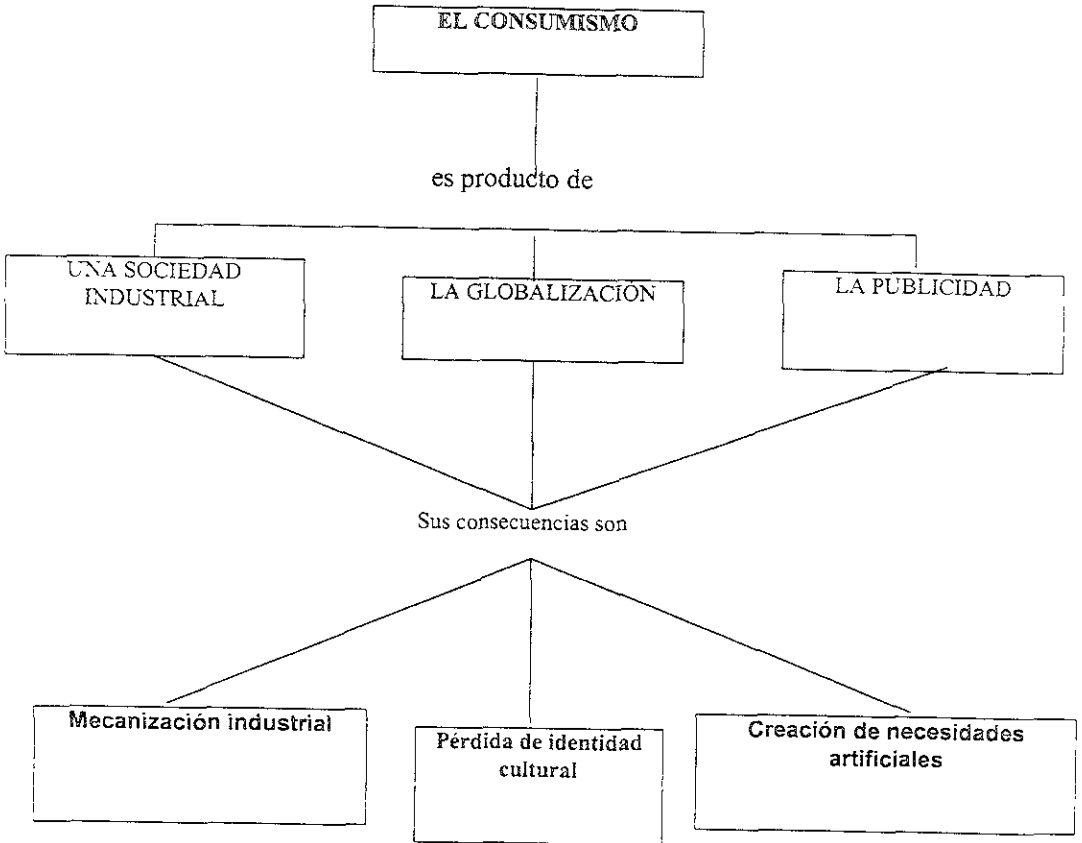 EL CONSUMISMO
es producto de
UNA SOCIEDAD
INDUSTRIAL
LA GLOBALIZACIÓN
LA PUBLICIDAD
Sus consecuencias son
Mecanización industrial
Pérdida de identidad
cultural
Creación de necesidades
artificiales